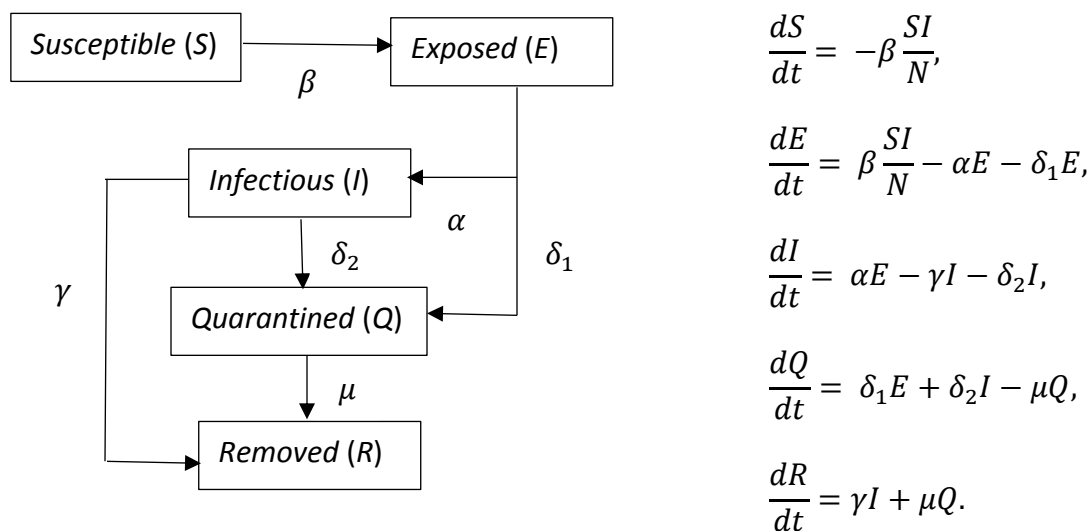 Susceptible (S)
β
Exposed (E)
Infectious (I)
α
δ₂
δ₁
γ
Quarantined (Q)
μ
Removed (R)
dS/dt = −β SI/N,
dE/dt = β SI/N − αE − δ₁E,
dI/dt = αE − γI − δ₂I,
dQ/dt = δ₁E + δ₂I − μQ,
dR/dt = γI + μQ.